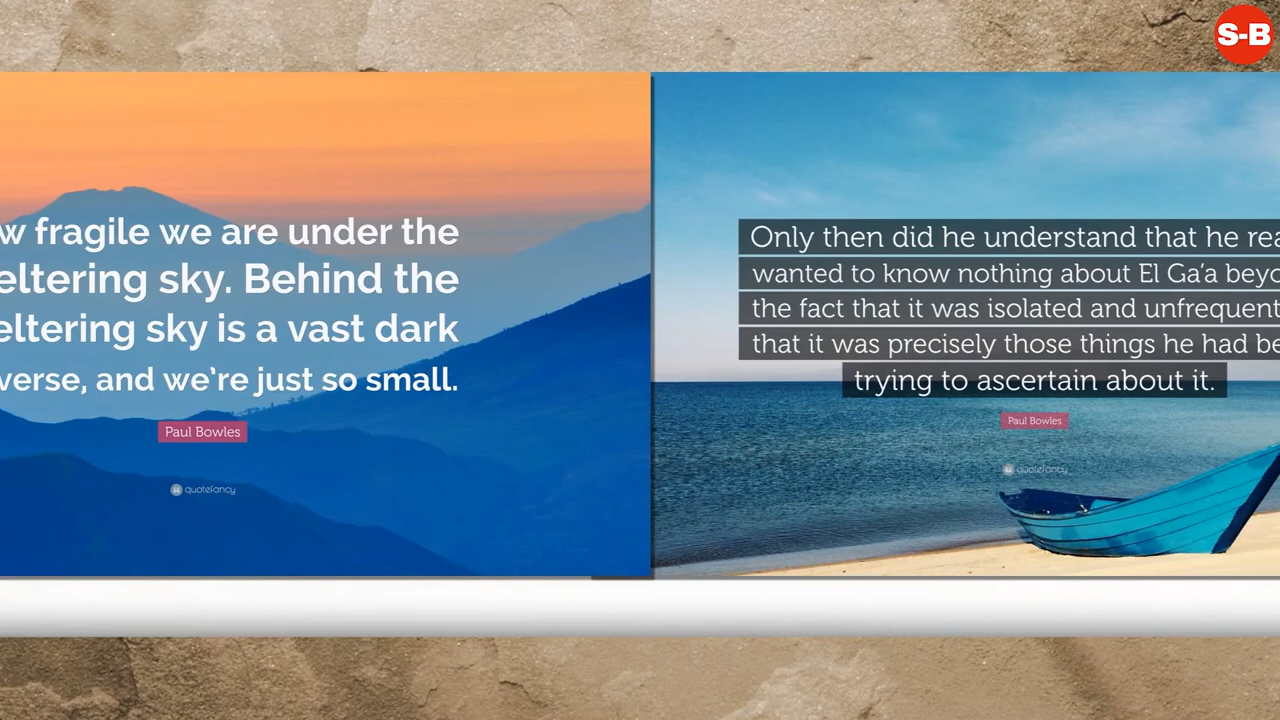 S-B
w fragile we are under the
eltering sky. Behind the
eltering sky is a vast dark
verse, and we're just so small.
Paul Bowles
quotefancy
Only then did he understand that he rea
wanted to know nothing about El Ga'a beyo
the fact that it was isolated and unfrequent
that it was precisely those things he had be
trying to ascertain about it.
Paul Bowles
quotefancy